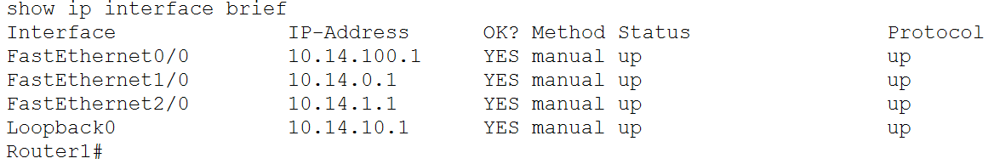 show ip interface brief
Interface              IP-Address      OK? Method Status                Protocol
FastEthernet0/0        10.14.100.1     YES manual up                    up
FastEthernet1/0        10.14.0.1       YES manual up                    up
FastEthernet2/0        10.14.1.1       YES manual up                    up
Loopback0              10.14.10.1      YES manual up                    up
Router1#